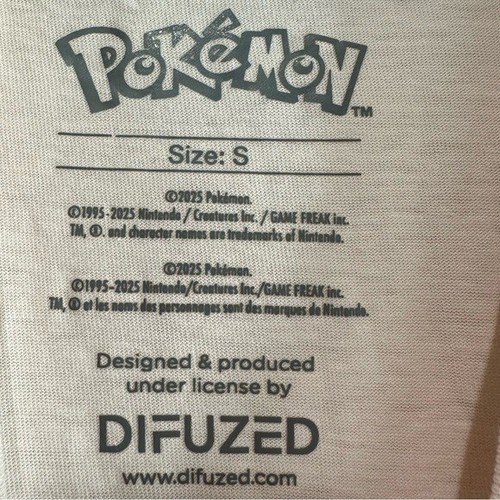 Pokémon™
Size: S
©2025 Pokémon.
©1995-2025 Nintendo / Creatures Inc. / GAME FREAK inc.
TM, ®. and character names are trademarks of Nintendo.
©2025 Pokémon.
©1995-2025 Nintendo/Creatures Inc./GAME FREAK inc.
TM, ® et les noms des personnages sont des marques de Nintendo.
Designed & produced
under license by
DIFUZED
www.difuzed.com